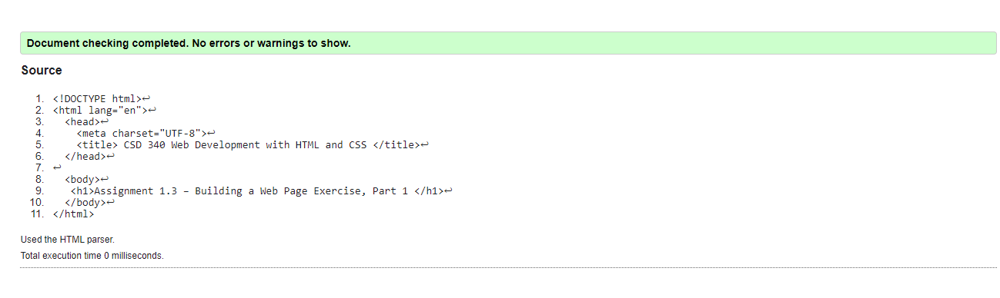 Document checking completed. No errors or warnings to show.
Source
1. <!DOCTYPE html>↩
2. <html lang="en">↩
3.   <head>↩
4.     <meta charset="UTF-8">↩
5.     <title> CSD 340 Web Development with HTML and CSS </title>↩
6.   </head>↩
7. ↩
8.   <body>↩
9.    <h1>Assignment 1.3 – Building a Web Page Exercise, Part 1 </h1>↩
10.   </body>↩
11. </html>
Used the HTML parser.
Total execution time 0 milliseconds.